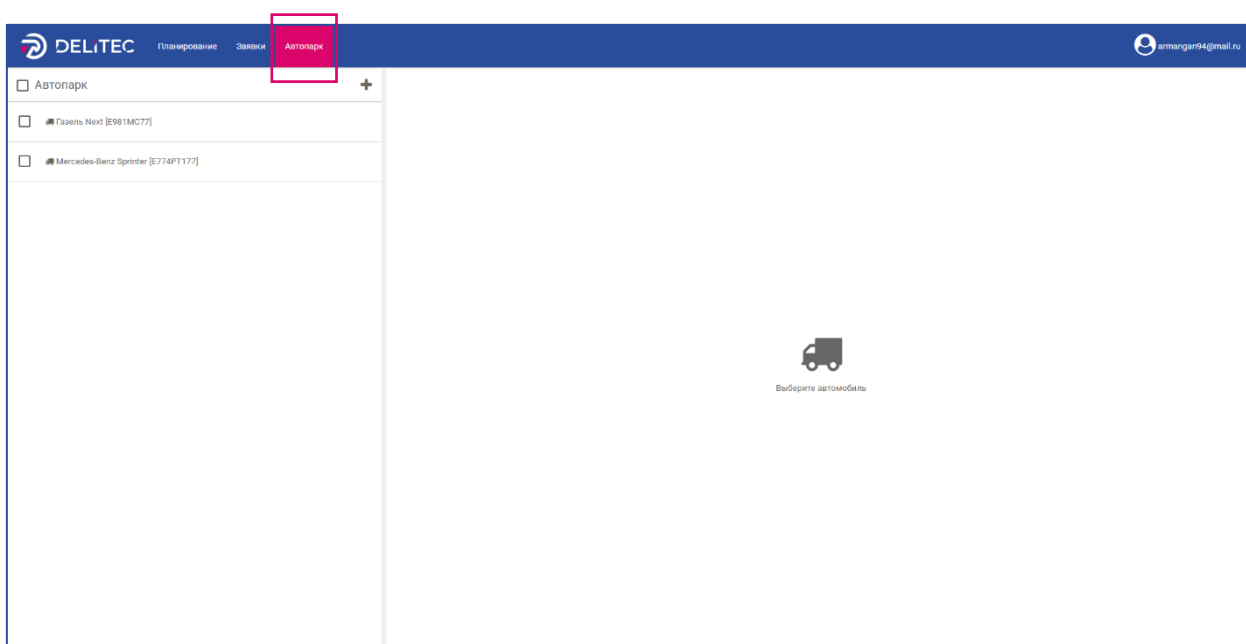 DELITEC Планирование Заявки Автопарк armangan94@mail.ru
Автопарк
Газель Next [E981MC77]
Mercedes-Benz Sprinter [E774PT177]
Выберите автомобиль